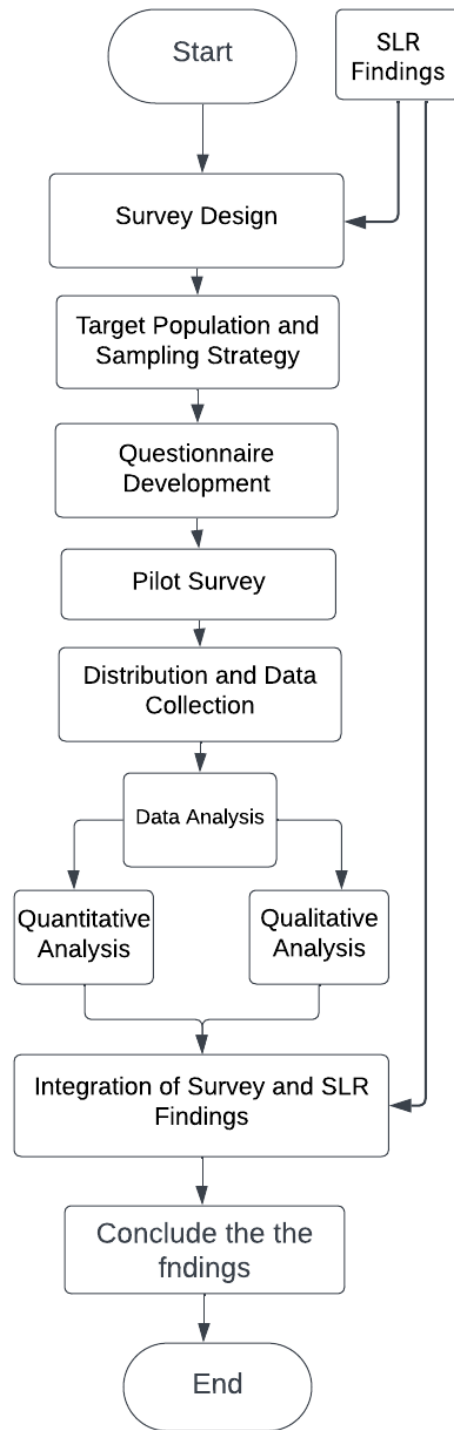 Start
SLR
Findings
Survey Design
Target Population and
Sampling Strategy
Questionnaire
Development
Pilot Survey
Distribution and Data
Collection
Data Analysis
Quantitative
Analysis
Qualitative
Analysis
Integration of Survey and SLR
Findings
Conclude the the
fndings
End